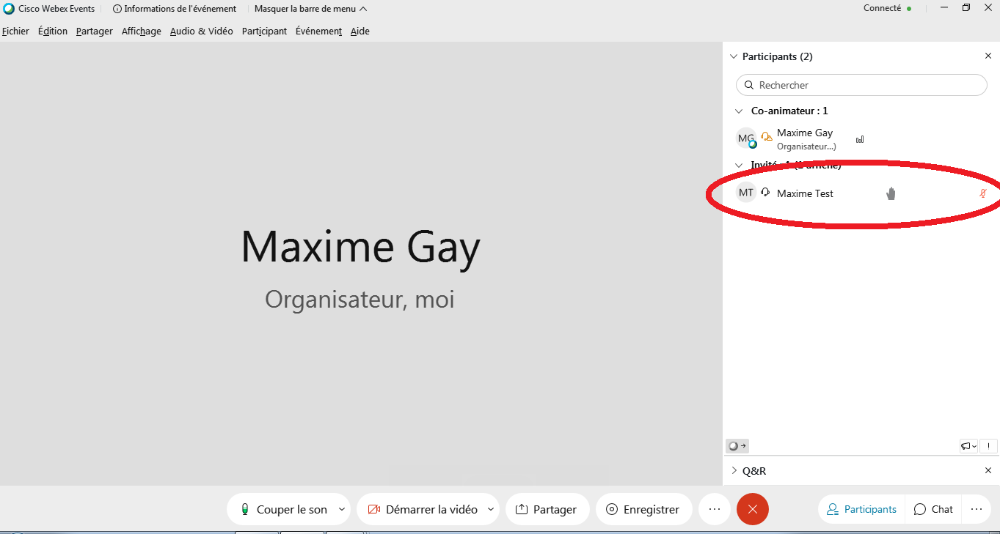 Cisco Webex Events
Informations de l'événement
Masquer la barre de menu
Connecté
Fichier Édition Partager Affichage Audio & Vidéo Participant Événement Aide
Participants (2)
Rechercher
Co-animateur : 1
MG
Maxime Gay
Organisateur...)
Invité : 1 (1 affiché)
MT
Maxime Test
Maxime Gay
Organisateur, moi
Q&R
Couper le son
Démarrer la vidéo
Partager
Enregistrer
Participants
Chat